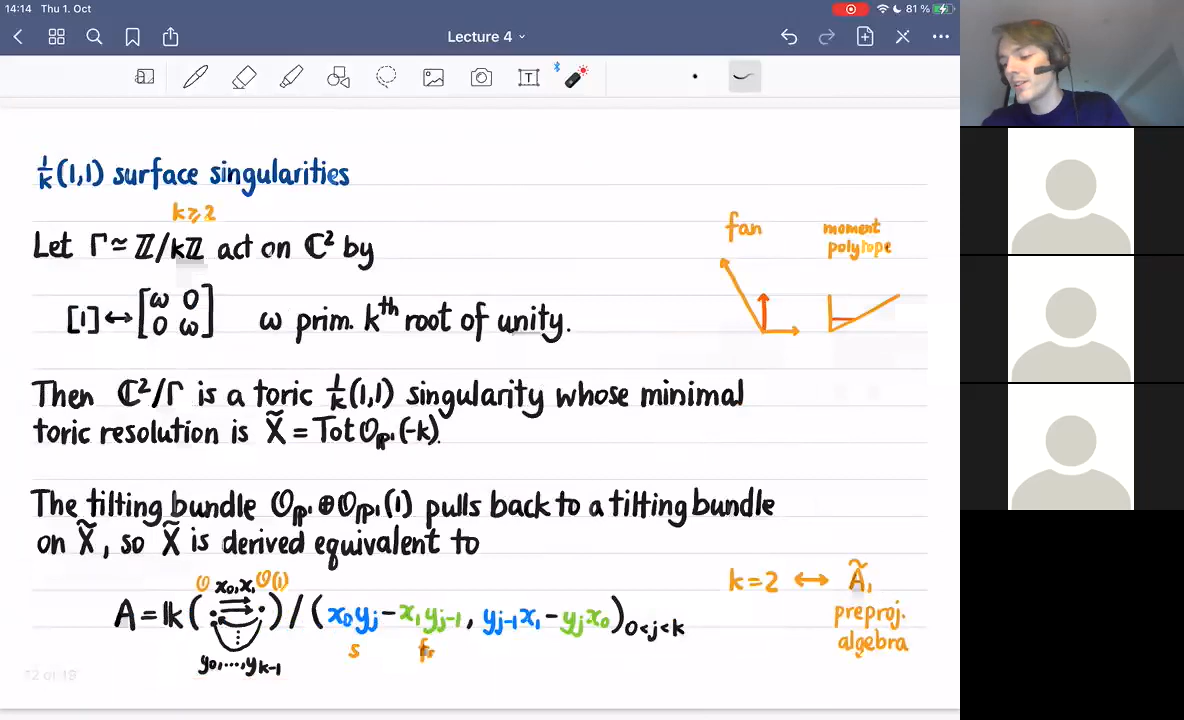 14:14 Thu 1. Oct
81 %
Lecture 4
T
1/k (1,1) surface singularities
k ≥ 2
Let Γ ≃ ℤ/kℤ act on ℂ² by
[1] ↔ [ω 0
0 ω] ω prim. kᵗʰ root of unity.
fan
moment
polytope
Then ℂ²/Γ is a toric 1/k (1,1) singularity whose minimal
toric resolution is X̃ = Tot 𝒪_ℙ¹(-k).
The tilting bundle 𝒪_ℙ¹ ⊕ 𝒪_ℙ¹(1) pulls back to a tilting bundle
on X̃, so X̃ is derived equivalent to
𝒪 x₀,x₁ 𝒪(1)
A = 𝕜( · ⇉ · ) / (x₀yⱼ - x₁yⱼ₋₁, yⱼ₋₁x₁ - yⱼx₀)₀<j<k
y₀,...,yₖ₋₁
s
k=2 ↔ Ã₁
preproj.
algebra